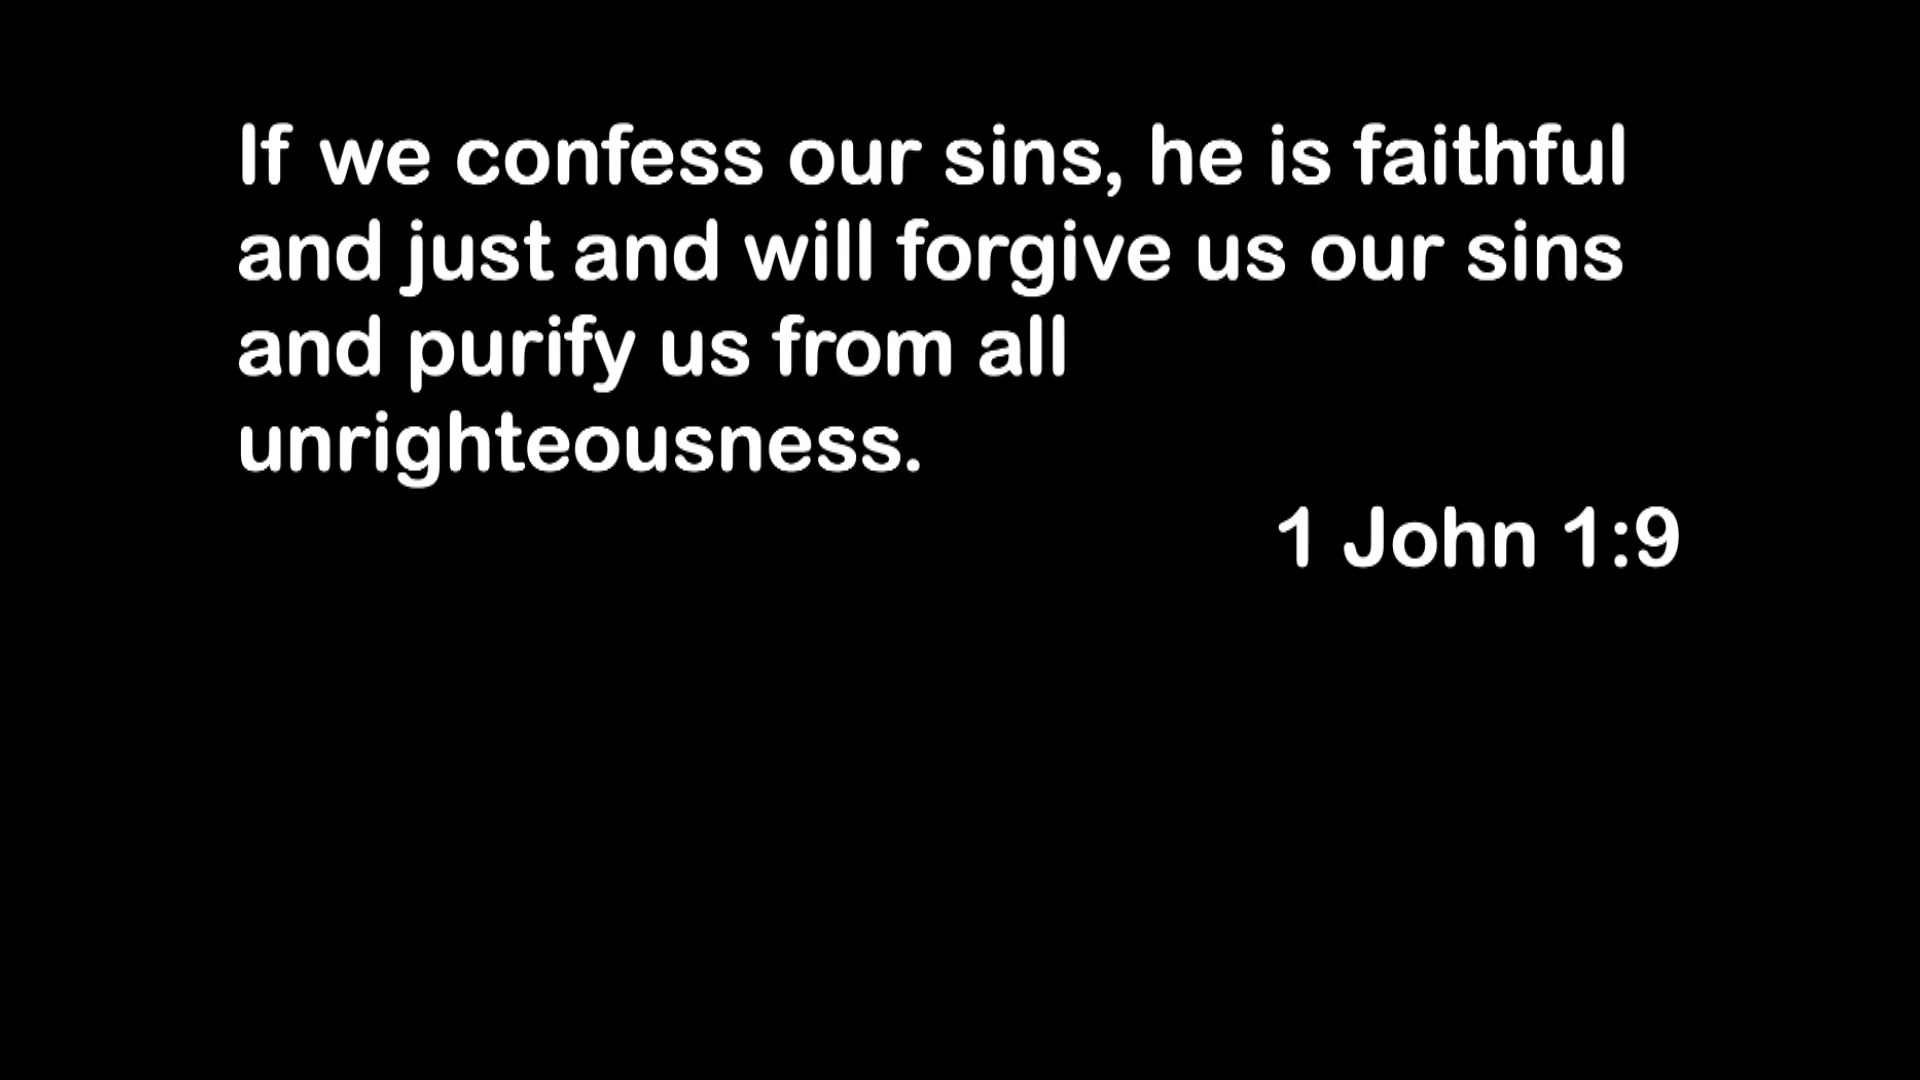 If we confess our sins, he is faithful
and just and will forgive us our sins
and purify us from all
unrighteousness.
1 John 1:9